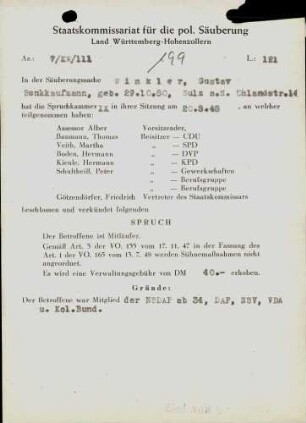 Staatskommissariat für die pol. Säuberung
Land Württemberg-Hohenzollern
Az.: 7/XX/111 /199 L: 121
In der Säuberungssache Winkler, Gustav
Bankkaufmann, geb. 29.10.80, Sulz a.N. Uhlandstr.14
hat die Spruchkammer IX in ihrer Sitzung am 20.8.48, an welcher
teilgenommen haben:
Assessor Alber Vorsitzender,
Baumann, Thomas Beisitzer — CDU
Veith, Martha „ — SPD
Boden, Hermann „ — DVP
Kienle, Hermann „ — KPD
Schultheiß, Peter „ — Gewerkschaften
„ — Berufsgruppe
„ — Berufsgruppe
Götzendörfer, Friedrich Vertreter des Staatskommissars
beschlossen und verkündet folgenden
SPRUCH
Der Betroffene ist Mitläufer.
Gemäß Art. 3 der VO. 133 vom 17. 11. 47 in der Fassung des
Art. 1 der VO. 165 vom 13. 7. 48 werden Sühnemaßnahmen nicht
angeordnet.
Es wird eine Verwaltungsgebühr von DM 40.- erhoben.
Gründe:
Der Betroffene war Mitglied der NSDAP ab 34, DAF, NSV, VDA
u. Kol.Bund.